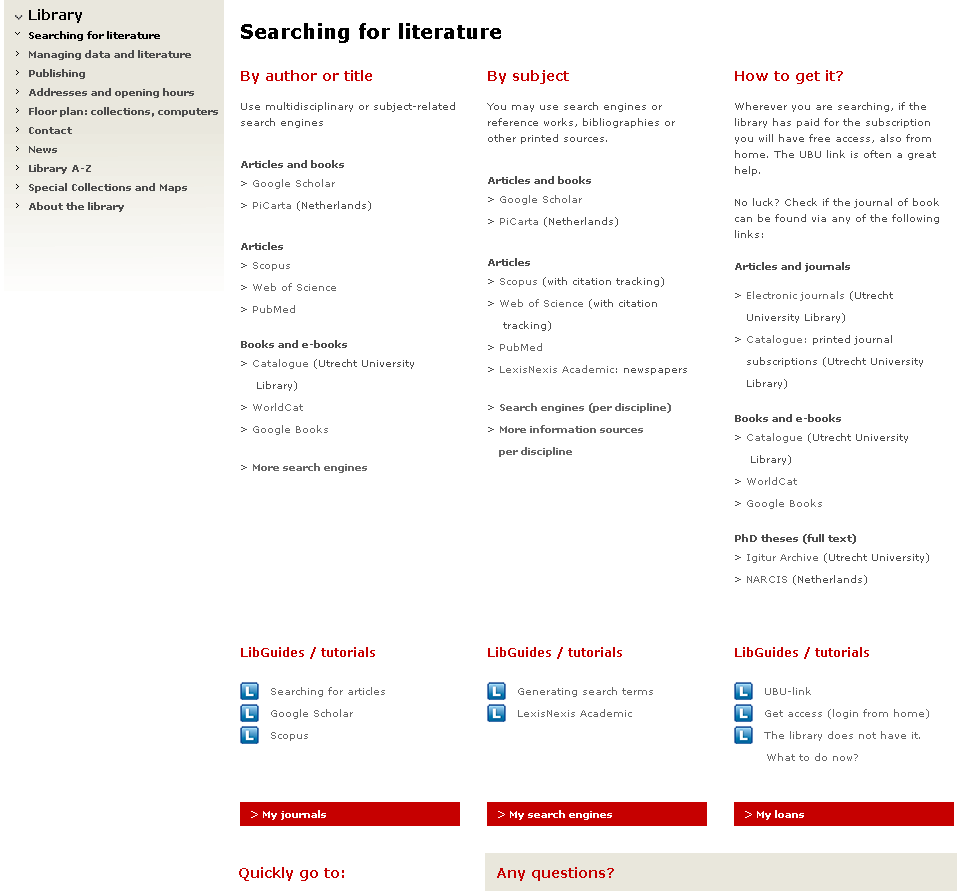 Library
Searching for literature
Managing data and literature
Publishing
Addresses and opening hours
Floor plan: collections, computers
Contact
News
Library A-Z
Special Collections and Maps
About the library
Searching for literature
By author or title
Use multidisciplinary or subject-related
search engines
Articles and books
> Google Scholar
> PiCarta (Netherlands)
Articles
> Scopus
> Web of Science
> PubMed
Books and e-books
> Catalogue (Utrecht University
Library)
> WorldCat
> Google Books
> More search engines
By subject
You may use search engines or
reference works, bibliographies or
other printed sources.
Articles and books
> Google Scholar
> PiCarta (Netherlands)
Articles
> Scopus (with citation tracking)
> Web of Science (with citation
tracking)
> PubMed
> LexisNexis Academic: newspapers
> Search engines (per discipline)
> More information sources
per discipline
How to get it?
Wherever you are searching, if the
library has paid for the subscription
you will have free access, also from
home. The UBU link is often a great
help.
No luck? Check if the journal of book
can be found via any of the following
links:
Articles and journals
> Electronic journals (Utrecht
University Library)
> Catalogue: printed journal
subscriptions (Utrecht University
Library)
Books and e-books
> Catalogue (Utrecht University
Library)
> WorldCat
> Google Books
PhD theses (full text)
> Igitur Archive (Utrecht University)
> NARCIS (Netherlands)
LibGuides / tutorials
L Searching for articles
L Google Scholar
L Scopus
LibGuides / tutorials
L Generating search terms
L LexisNexis Academic
LibGuides / tutorials
L UBU-link
L Get access (login from home)
L The library does not have it.
What to do now?
> My journals
> My search engines
> My loans
Quickly go to:
Any questions?